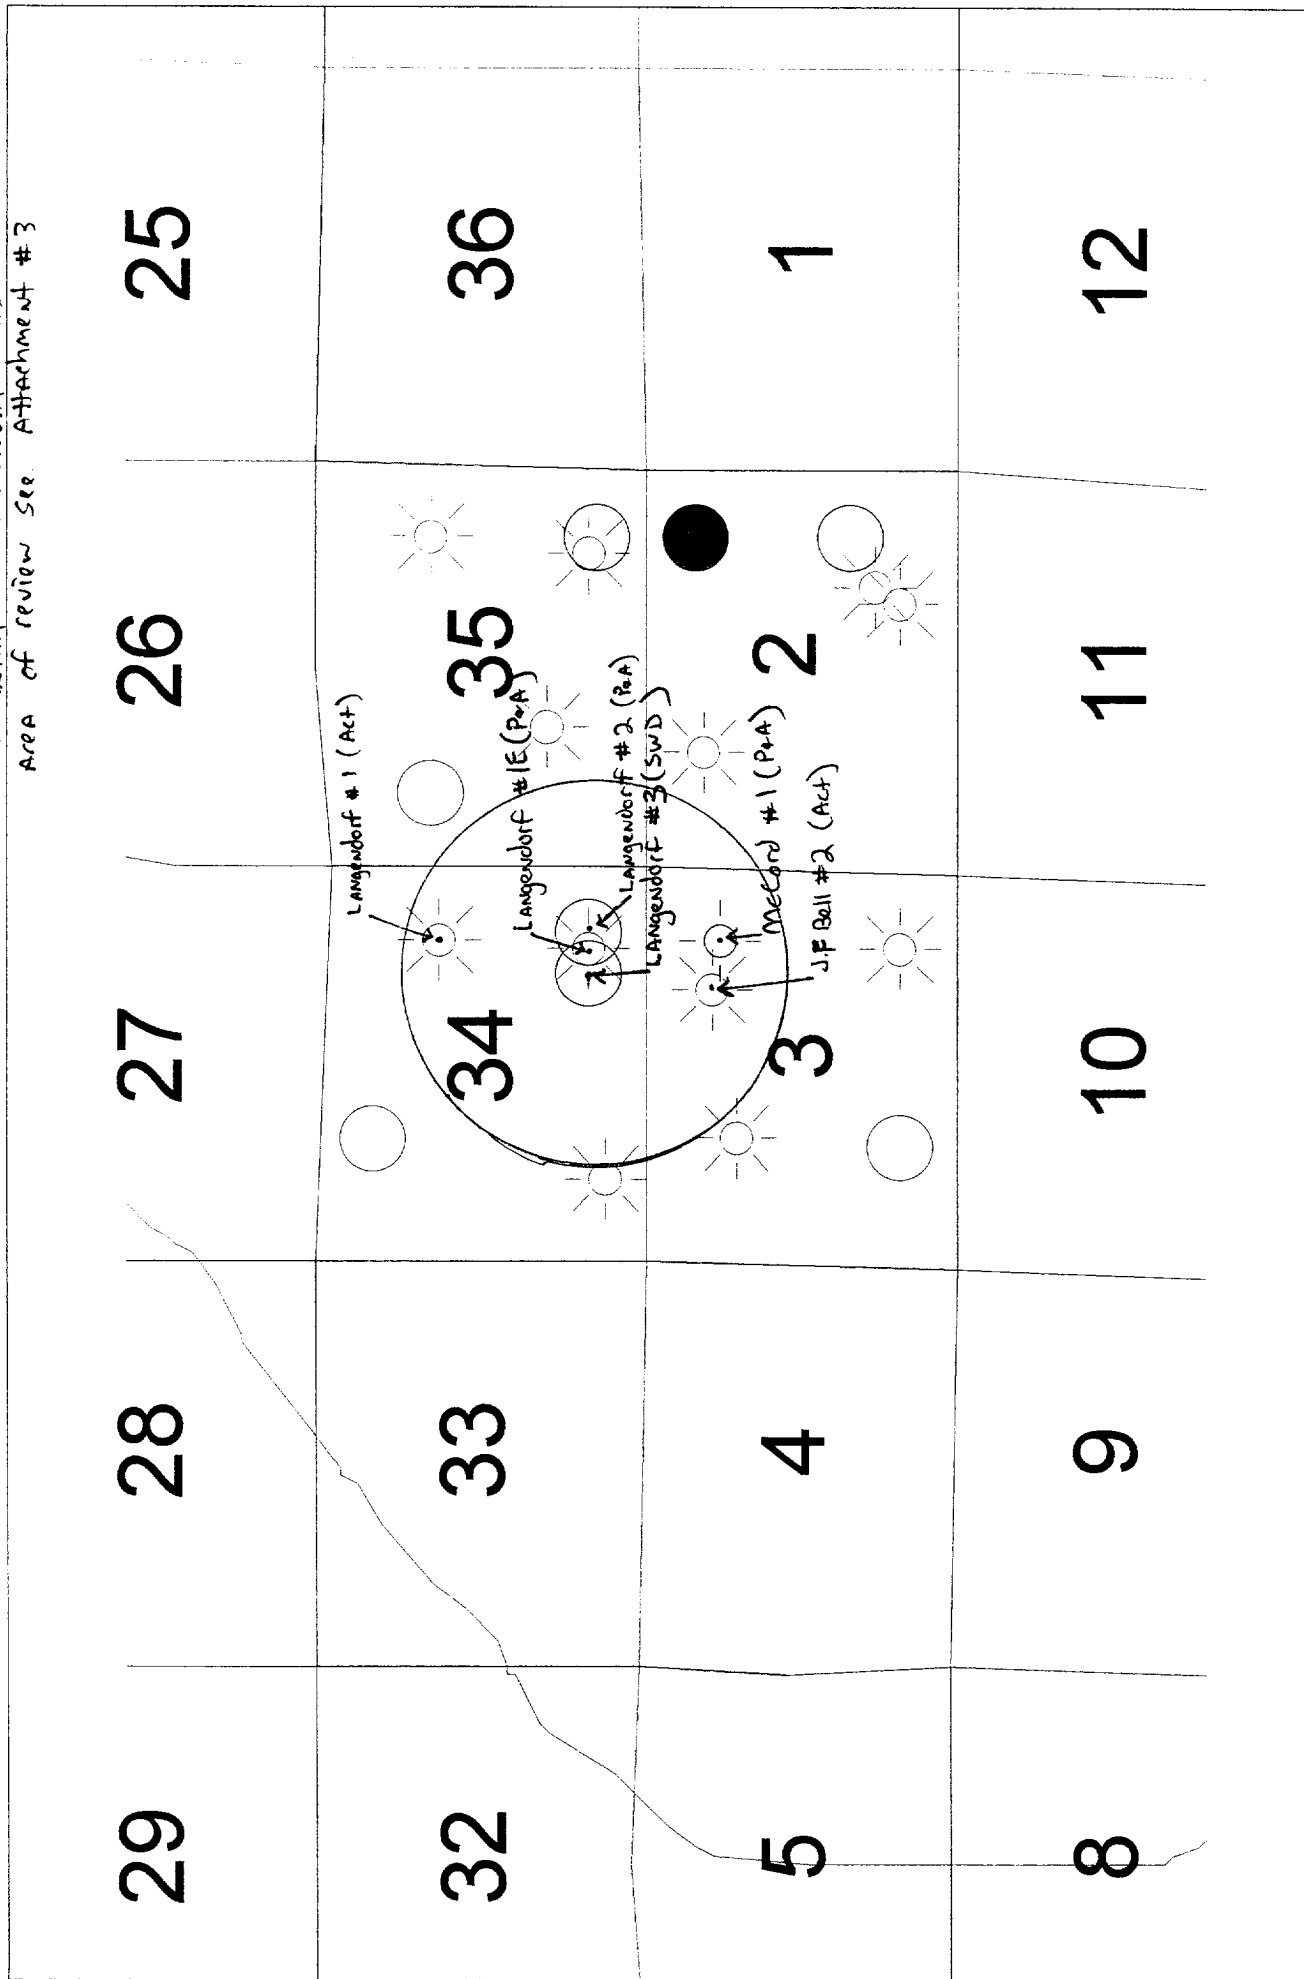 Area of review See Attachment #3
29
28
27
26
25
32
33
34
35
36
5
4
3
2
1
8
9
10
11
12
Langendorf #1 (Act)
Langendorf #1E (P&A)
Langendorf #2 (P&A)
Langendorf #3 (SWD)
McCord #1 (P&A)
J.F Bell #2 (Act)